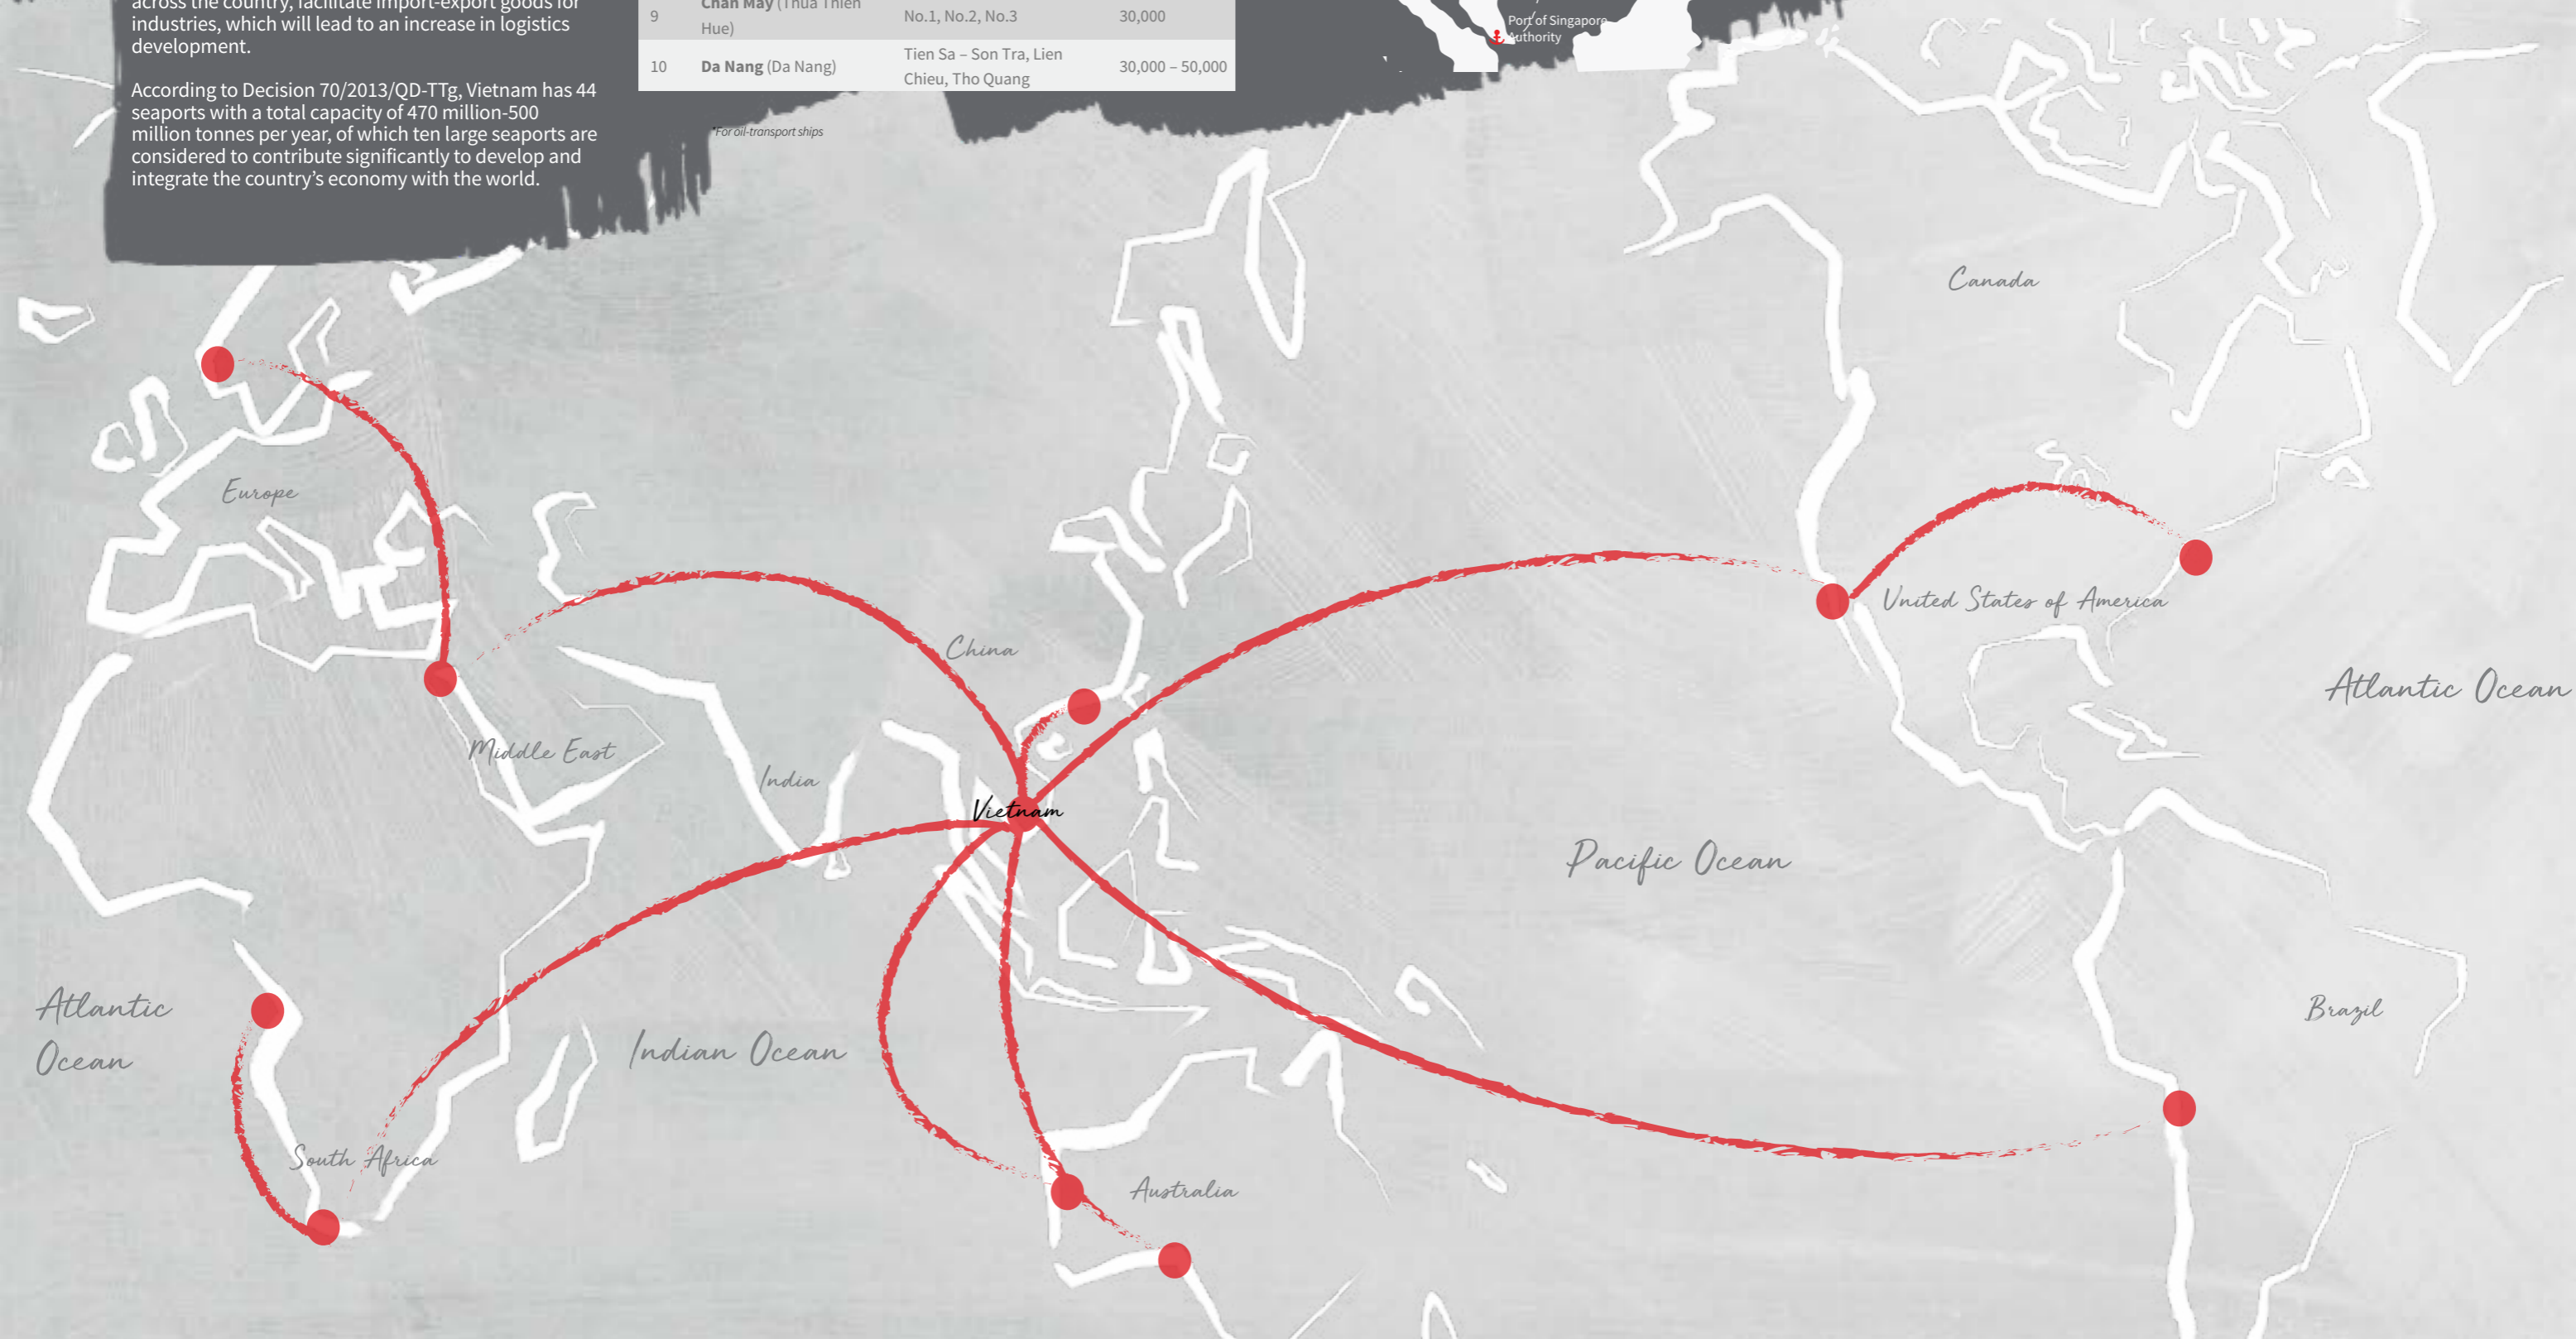 across the country, facilitate import-export goods for
industries, which will lead to an increase in logistics
development.
According to Decision 70/2013/QD-TTg, Vietnam has 44
seaports with a total capacity of 470 million-500
million tonnes per year, of which ten large seaports are
considered to contribute significantly to develop and
integrate the country's economy with the world.
9 Chan May (Thua Thien
Hue) No.1, No.2, No.3 30,000
10 Da Nang (Da Nang) Tien Sa – Son Tra, Lien
Chieu, Tho Quang 30,000 – 50,000
*For oil-transport ships
Port of Singapore
Authority
Canada
Europe
United States of America
China
Atlantic Ocean
Middle East
India
Vietnam
Pacific Ocean
Atlantic
Ocean
Brazil
Indian Ocean
South Africa
Australia